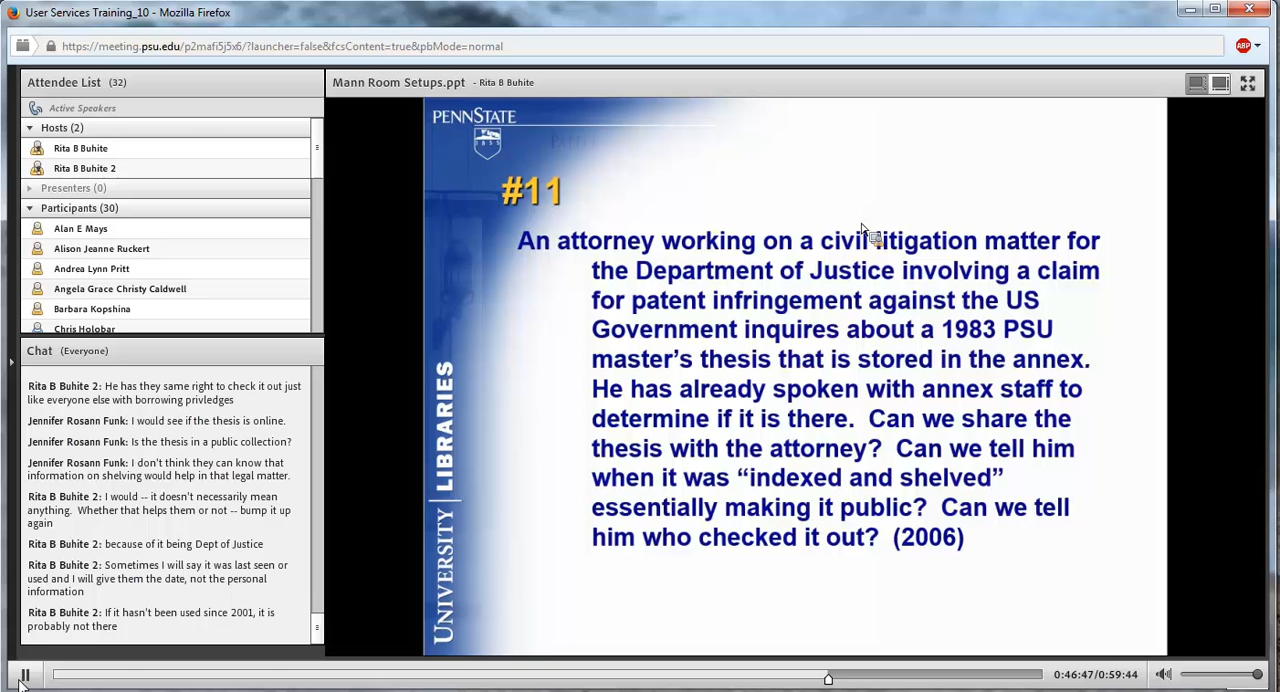 User Services Training_10 - Mozilla Firefox
https://meeting.psu.edu/p2mafi5j5x6/?launcher=false&fcsContent=true&pbMode=normal
ABP
Attendee List (32)
Active Speakers
Hosts (2)
Rita B Buhite
Rita B Buhite 2
Presenters (0)
Participants (30)
Alan E Mays
Alison Jeanne Ruckert
Andrea Lynn Pritt
Angela Grace Christy Caldwell
Barbara Kopshina
Chris Holobar
Chat (Everyone)
Rita B Buhite 2: He has they same right to check it out just
like everyone else with borrowing privledges
Jennifer Rosann Funk: I would see if the thesis is online.
Jennifer Rosann Funk: Is the thesis in a public collection?
Jennifer Rosann Funk: I don't think they can know that
information on shelving would help in that legal matter.
Rita B Buhite 2: I would -- it doesn't necessarily mean
anything. Whether that helps them or not -- bump it up
again
Rita B Buhite 2: because of it being Dept of Justice
Rita B Buhite 2: Sometimes I will say it was last seen or
used and I will give them the date, not the personal
information
Rita B Buhite 2: If it hasn't been used since 2001, it is
probably not there
Mann Room Setups.ppt - Rita B Buhite
PENNSTATE
1855
#11
An attorney working on a civil litigation matter for
the Department of Justice involving a claim
for patent infringement against the US
Government inquires about a 1983 PSU
master's thesis that is stored in the annex.
He has already spoken with annex staff to
determine if it is there. Can we share the
thesis with the attorney? Can we tell him
when it was “indexed and shelved”
essentially making it public? Can we tell
him who checked it out? (2006)
UNIVERSITY LIBRARIES
0:46:47/0:59:44